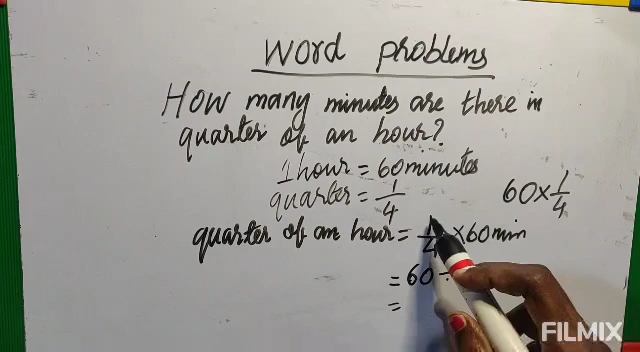 Word problems
How many minutes are there in
quarter of an hour?
1 hour = 60 minutes
quarter = 1/4
60 × 1/4
quarter of an hour = 1/4 × 60 min
= 60 ÷
=
FILMIX